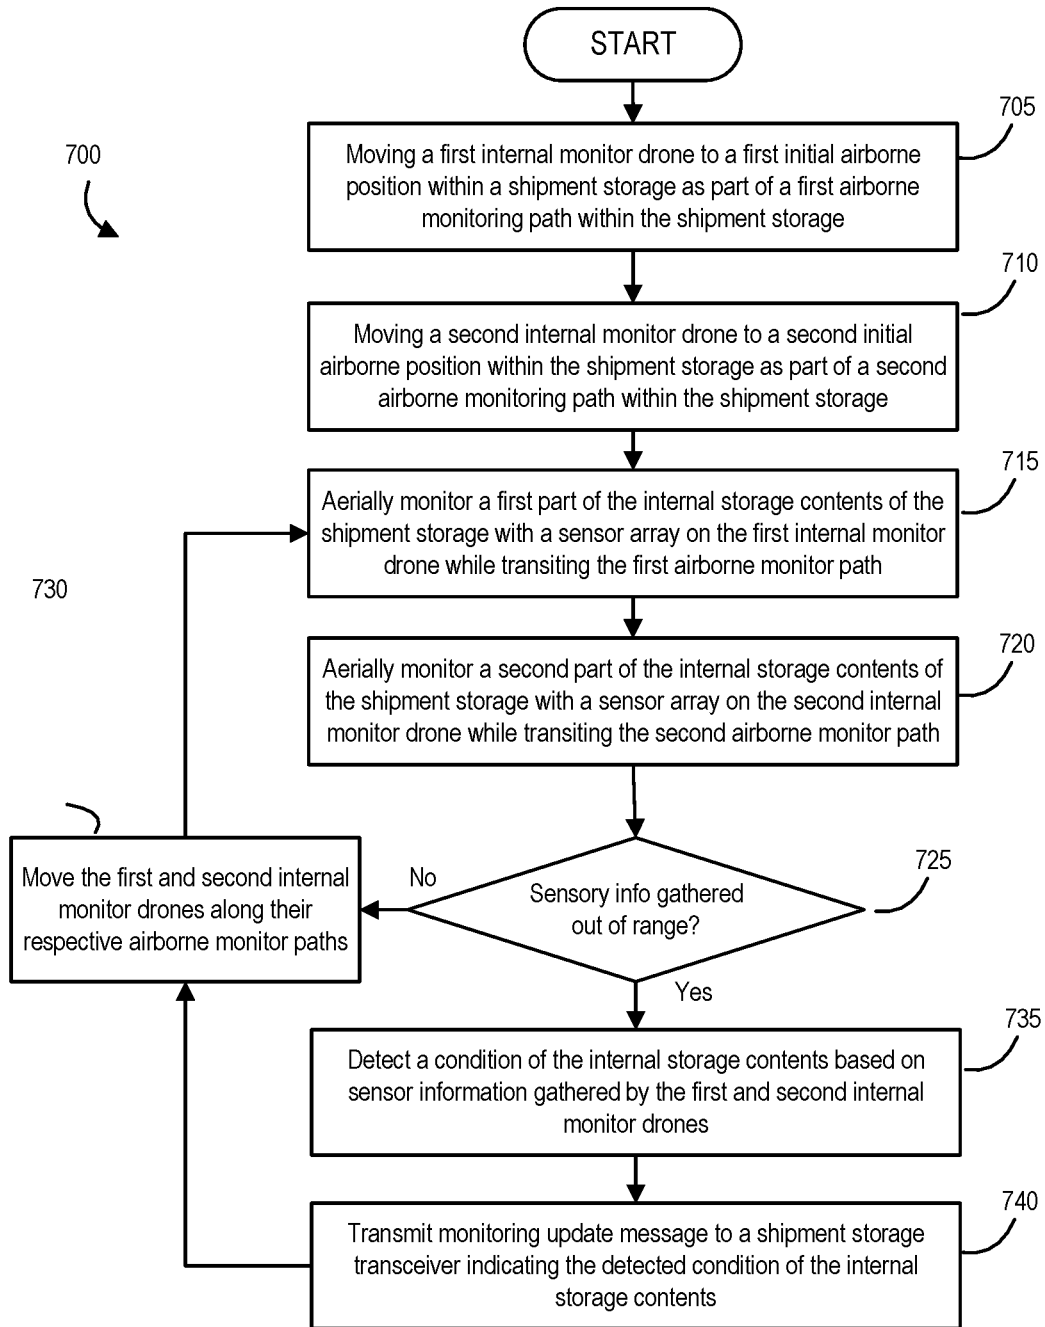 START
705
700
Moving a first internal monitor drone to a first initial airborne
position within a shipment storage as part of a first airborne
monitoring path within the shipment storage
710
Moving a second internal monitor drone to a second initial
airborne position within the shipment storage as part of a second
airborne monitoring path within the shipment storage
715
Aerially monitor a first part of the internal storage contents of the
shipment storage with a sensor array on the first internal monitor
drone while transiting the first airborne monitor path
730
720
Aerially monitor a second part of the internal storage contents of
the shipment storage with a sensor array on the second internal
monitor drone while transiting the second airborne monitor path
725
Sensory info gathered
out of range?
No
Move the first and second internal
monitor drones along their
respective airborne monitor paths
Yes
735
Detect a condition of the internal storage contents based on
sensor information gathered by the first and second internal
monitor drones
740
Transmit monitoring update message to a shipment storage
transceiver indicating the detected condition of the internal
storage contents